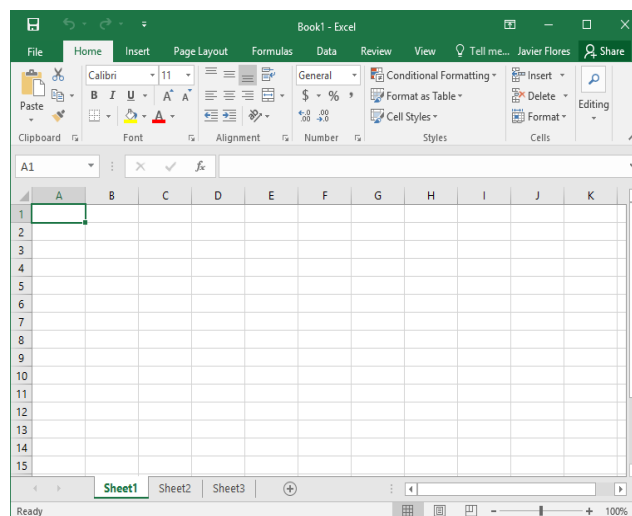 Book1 - Excel
File Home Insert Page Layout Formulas Data Review View Tell me... Javier Flores Share
Calibri 11 General Conditional Formatting Insert
Paste B I U A A $ % , Format as Table Delete Editing
A Cell Styles Format
Clipboard Font Alignment Number Styles Cells
A1 fx
A B C D E F G H I J K
1
2
3
4
5
6
7
8
9
10
11
12
13
14
15
Sheet1 Sheet2 Sheet3
Ready 100%